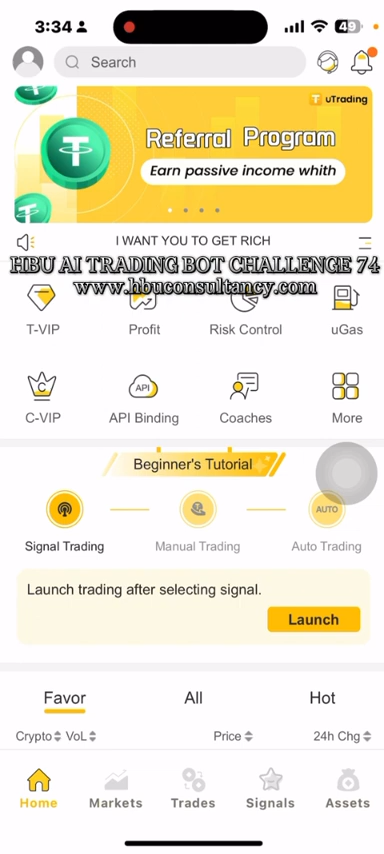 3:34
49
Search
uTrading
Referral Program
Earn passive income whith
I WANT YOU TO GET RICH
HBU AI TRADING BOT CHALLENGE 74
www.hbuconsultancy.com
T-VIP Profit Risk Control uGas
API
C-VIP API Binding Coaches More
Beginner's Tutorial
AUTO
Signal Trading Manual Trading Auto Trading
Launch trading after selecting signal.
Launch
Favor All Hot
Crypto VoL Price 24h Chg
Home Markets Trades Signals Assets